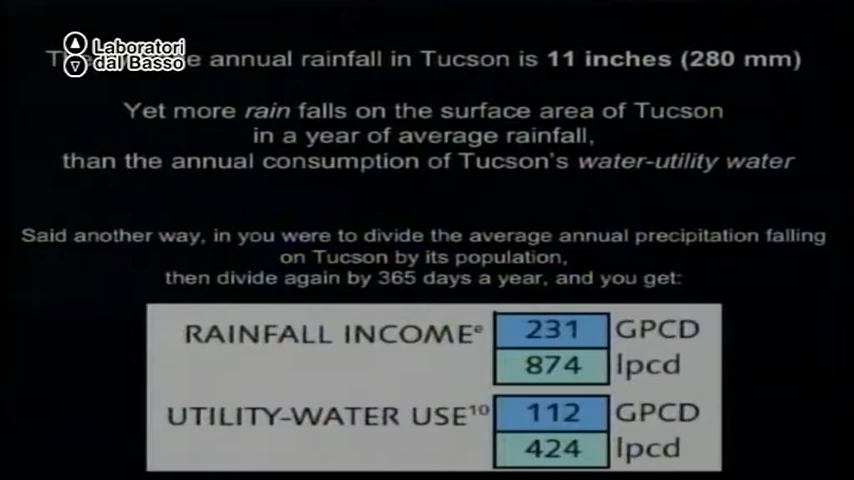 Laboratori
dal Basso
annual rainfall in Tucson is 11 inches (280 mm)
Yet more rain falls on the surface area of Tucson
in a year of average rainfall,
than the annual consumption of Tucson's water-utility water
Said another way, in you were to divide the average annual precipitation falling
on Tucson by its population,
then divide again by 365 days a year, and you get:
RAINFALL INCOMEᵉ 231 GPCD
874 lpcd
UTILITY-WATER USE¹⁰ 112 GPCD
424 lpcd